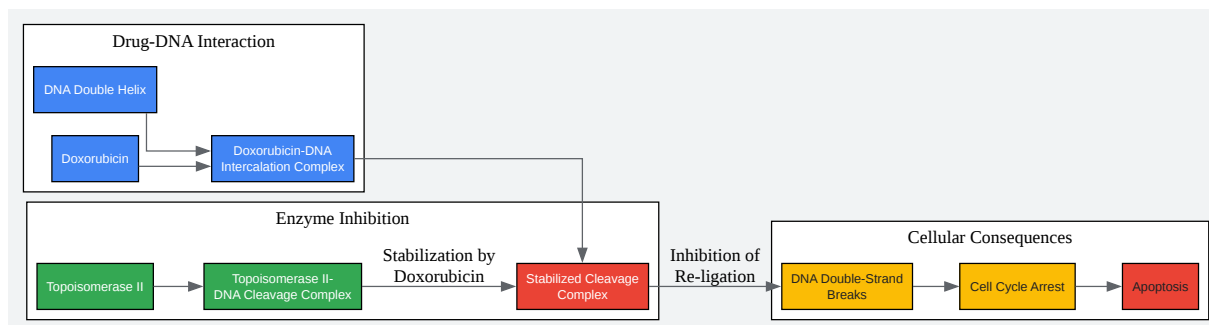 Drug-DNA Interaction
DNA Double Helix
Doxorubicin
Doxorubicin-DNA
Intercalation Complex
Enzyme Inhibition
Topoisomerase II
Topoisomerase II-
DNA Cleavage Complex
Stabilization by
Doxorubicin
Stabilized Cleavage
Complex
Inhibition of
Re-ligation
Cellular Consequences
DNA Double-Strand
Breaks
Cell Cycle Arrest
Apoptosis